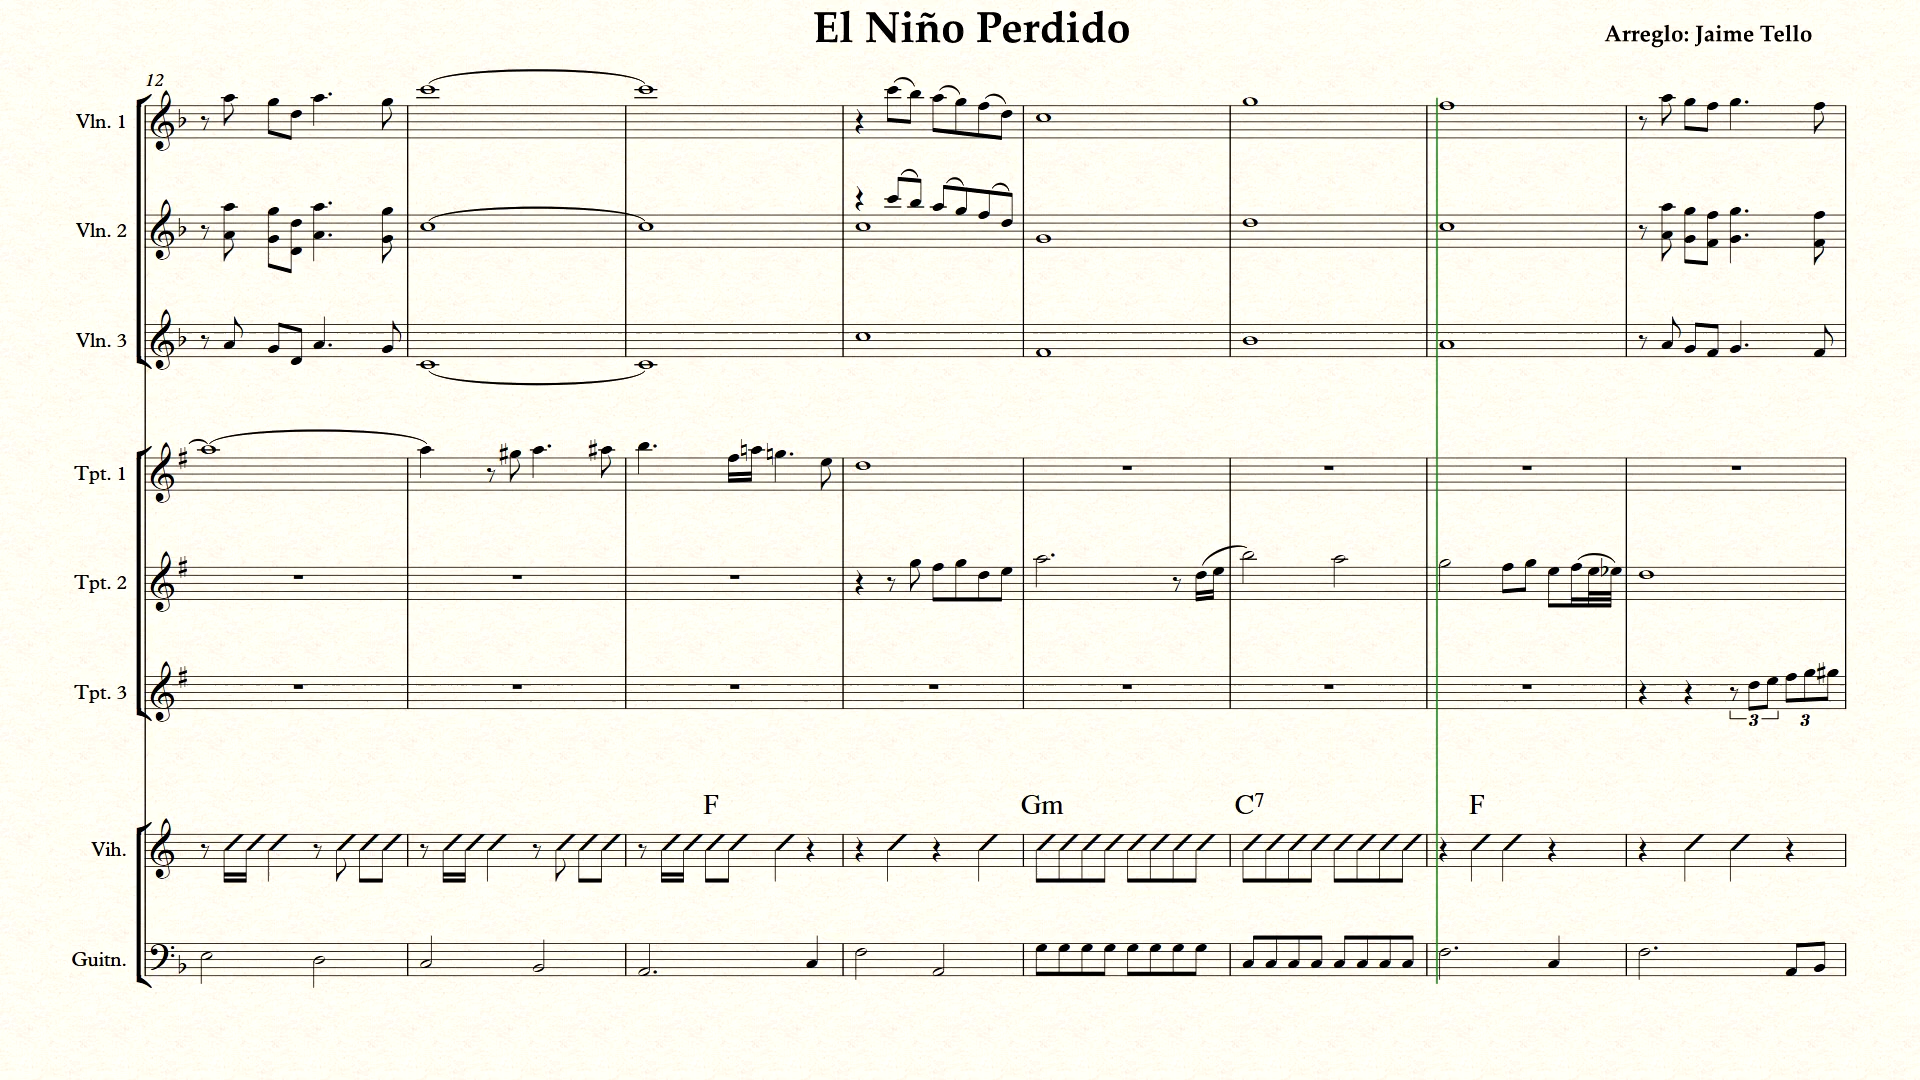 El Niño Perdido
Arreglo: Jaime Tello
12
Vln. 1
Vln. 2
Vln. 3
Tpt. 1
Tpt. 2
Tpt. 3
3 3
F Gm C7 F
Vih.
Guitn.